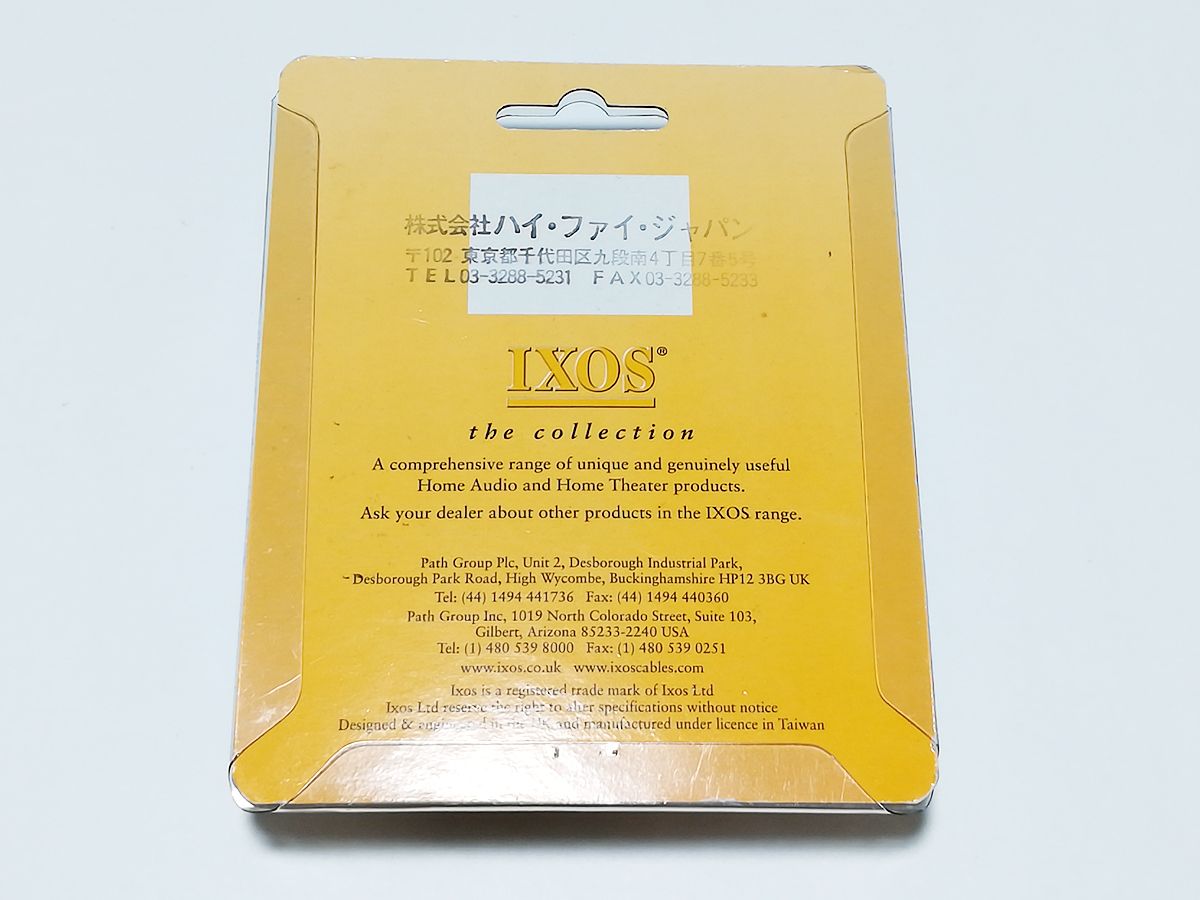 株式会社ハイ・ファイ・ジャパン
〒102 東京都千代田区九段南4丁目7番5号
TEL03-3288-5231 FAX03-3288-5233
IXOS®
the collection
A comprehensive range of unique and genuinely useful
Home Audio and Home Theater products.
Ask your dealer about other products in the IXOS range.
Path Group Plc, Unit 2, Desborough Industrial Park,
Desborough Park Road, High Wycombe, Buckinghamshire HP12 3BG UK
Tel: (44) 1494 441736 Fax: (44) 1494 440360
Path Group Inc, 1019 North Colorado Street, Suite 103,
Gilbert, Arizona 85233-2240 USA
Tel: (1) 480 539 8000 Fax: (1) 480 539 0251
www.ixos.co.uk www.ixoscables.com
Ixos is a registered trade mark of Ixos Ltd
Ixos Ltd reserve the right to alter specifications without notice
Designed & engineered in the UK and manufactured under licence in Taiwan